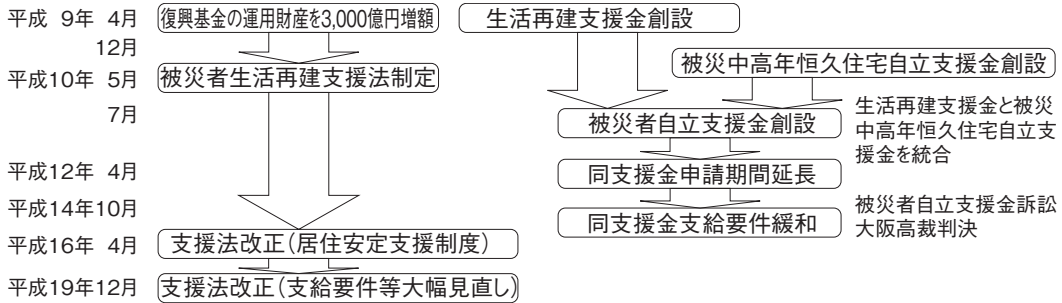 平成 9年 4月 復興基金の運用財産を3,000億円増額 生活再建支援金創設
12月 被災中高年恒久住宅自立支援金創設
平成10年 5月 被災者生活再建支援法制定
7月 被災者自立支援金創設
生活再建支援金と被災
中高年恒久住宅自立支
援金を統合
平成12年 4月 同支援金申請期間延長
平成14年10月 同支援金支給要件緩和
被災者自立支援金訴訟
大阪高裁判決
平成16年 4月 支援法改正(居住安定支援制度)
平成19年12月 支援法改正(支給要件等大幅見直し)